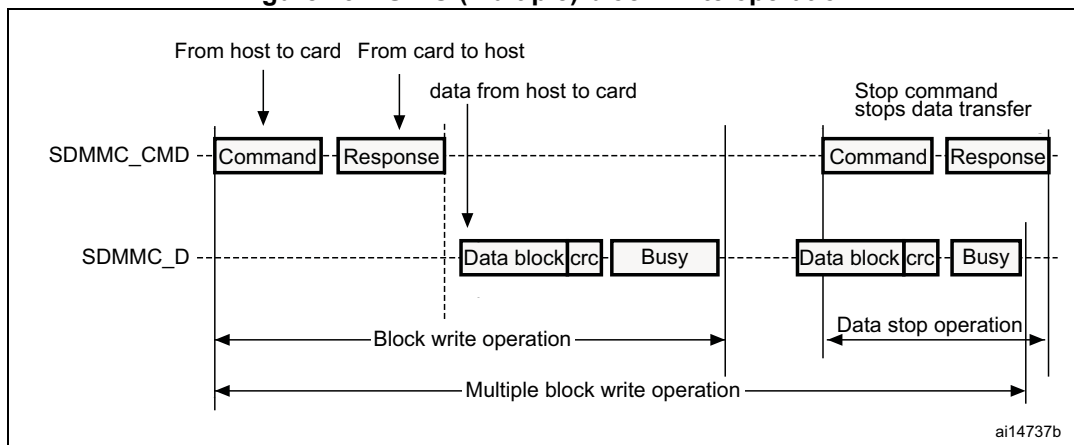 From host to card From card to host
data from host to card
Stop command
stops data transfer
SDMMC_CMD Command Response Command Response
SDMMC_D Data block crc Busy Data block crc Busy
Block write operation Data stop operation
Multiple block write operation
ai14737b